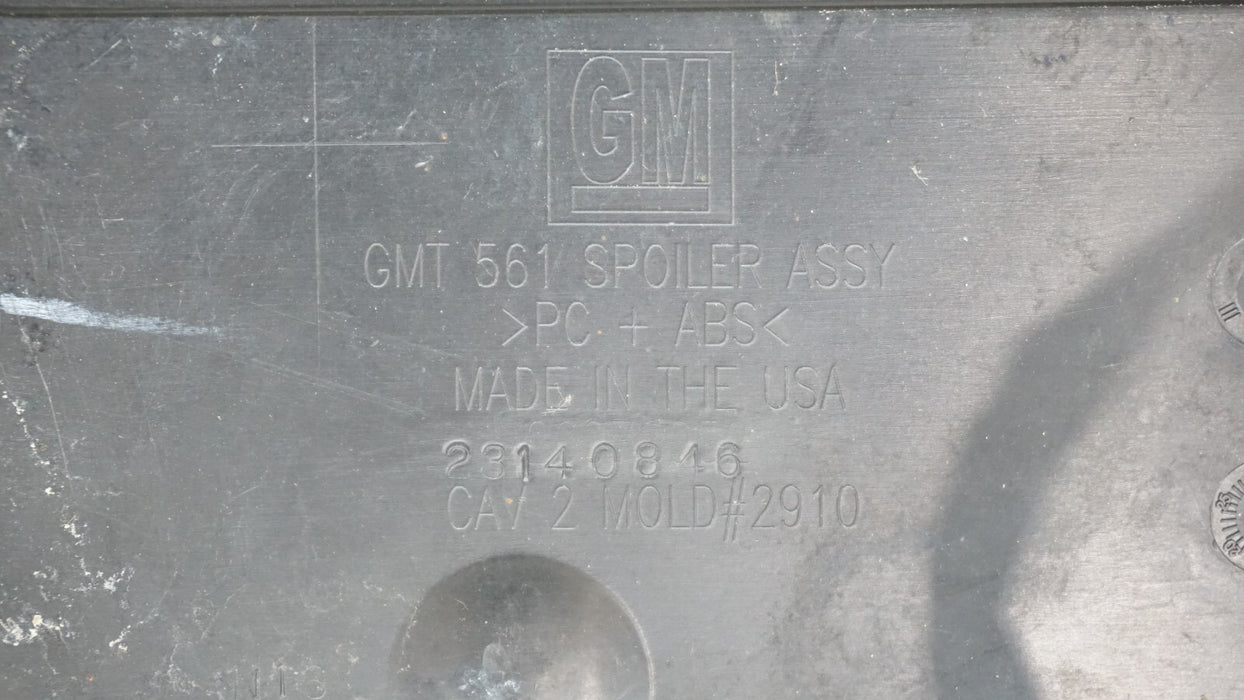 GM
GMT 561 SPOILER ASSY
>PC + ABS<
MADE IN THE USA
23140846
CAV 2 MOLD#2910